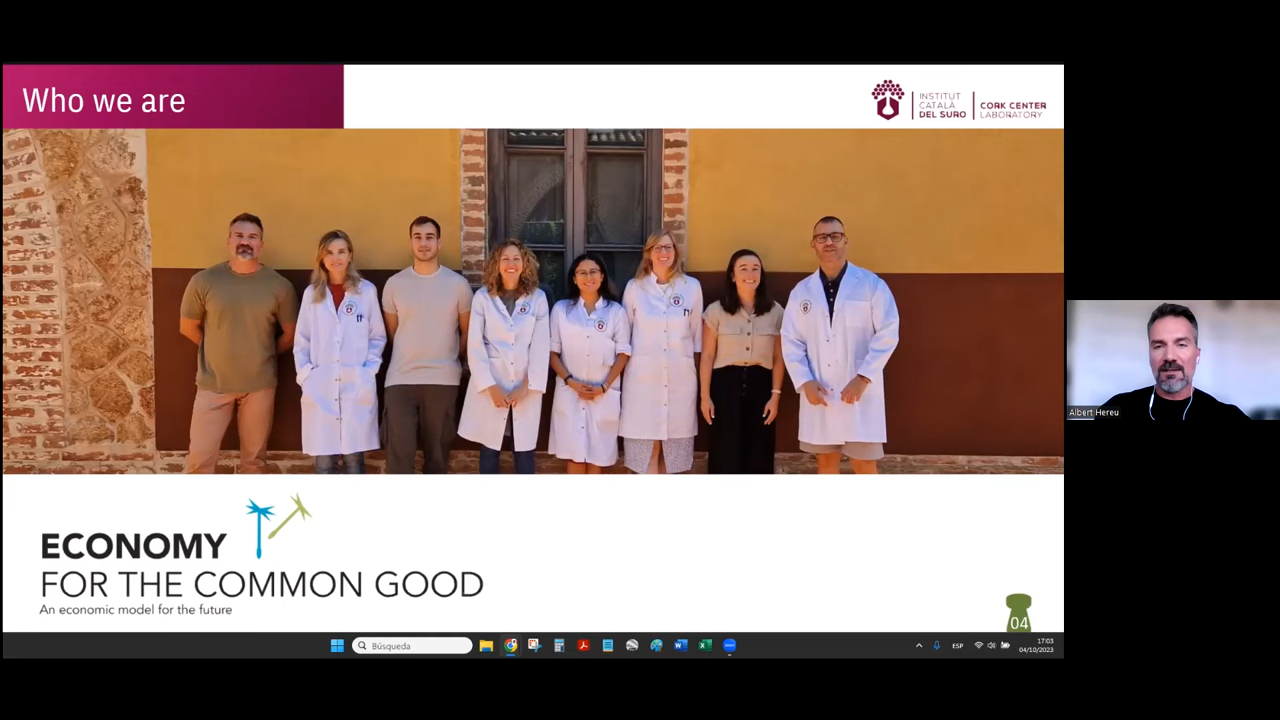 Who we are
INSTITUT
CATALÀ
DEL SURO
CORK CENTER
LABORATORY
Albert Hereu
ECONOMY
FOR THE COMMON GOOD
An economic model for the future
04
Búsqueda
ESP
17:03
04/10/2023